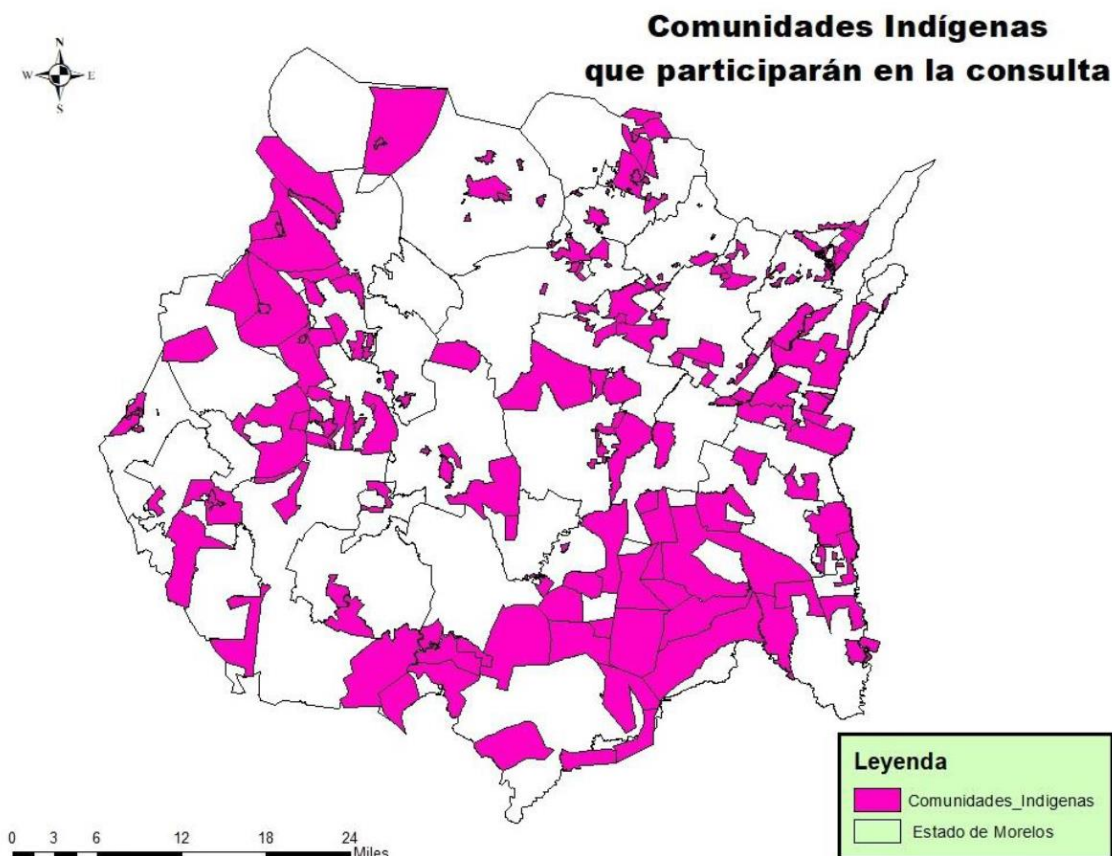 Comunidades Indígenas
que participarán en la consulta
N
W E
S
Leyenda
Comunidades_Indigenas
Estado de Morelos
0 3 6 12 18 24
Miles